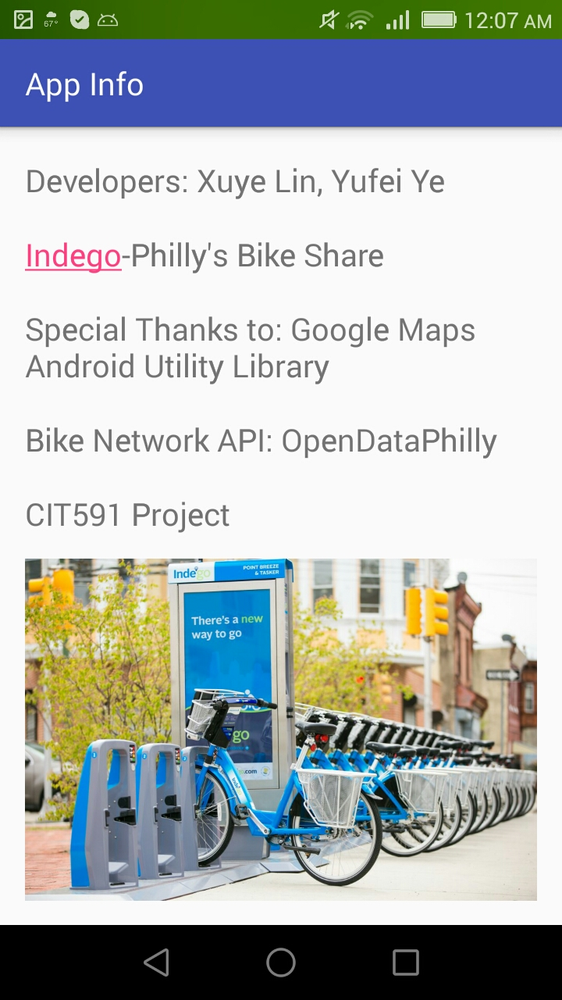 67°
12:07 AM
App Info
Developers: Xuye Lin, Yufei Ye
Indego-Philly's Bike Share
Special Thanks to: Google Maps
Android Utility Library
Bike Network API: OpenDataPhilly
CIT591 Project
Indego
POINT BREEZE
& TASKER
There's a new
way to go
go
.com